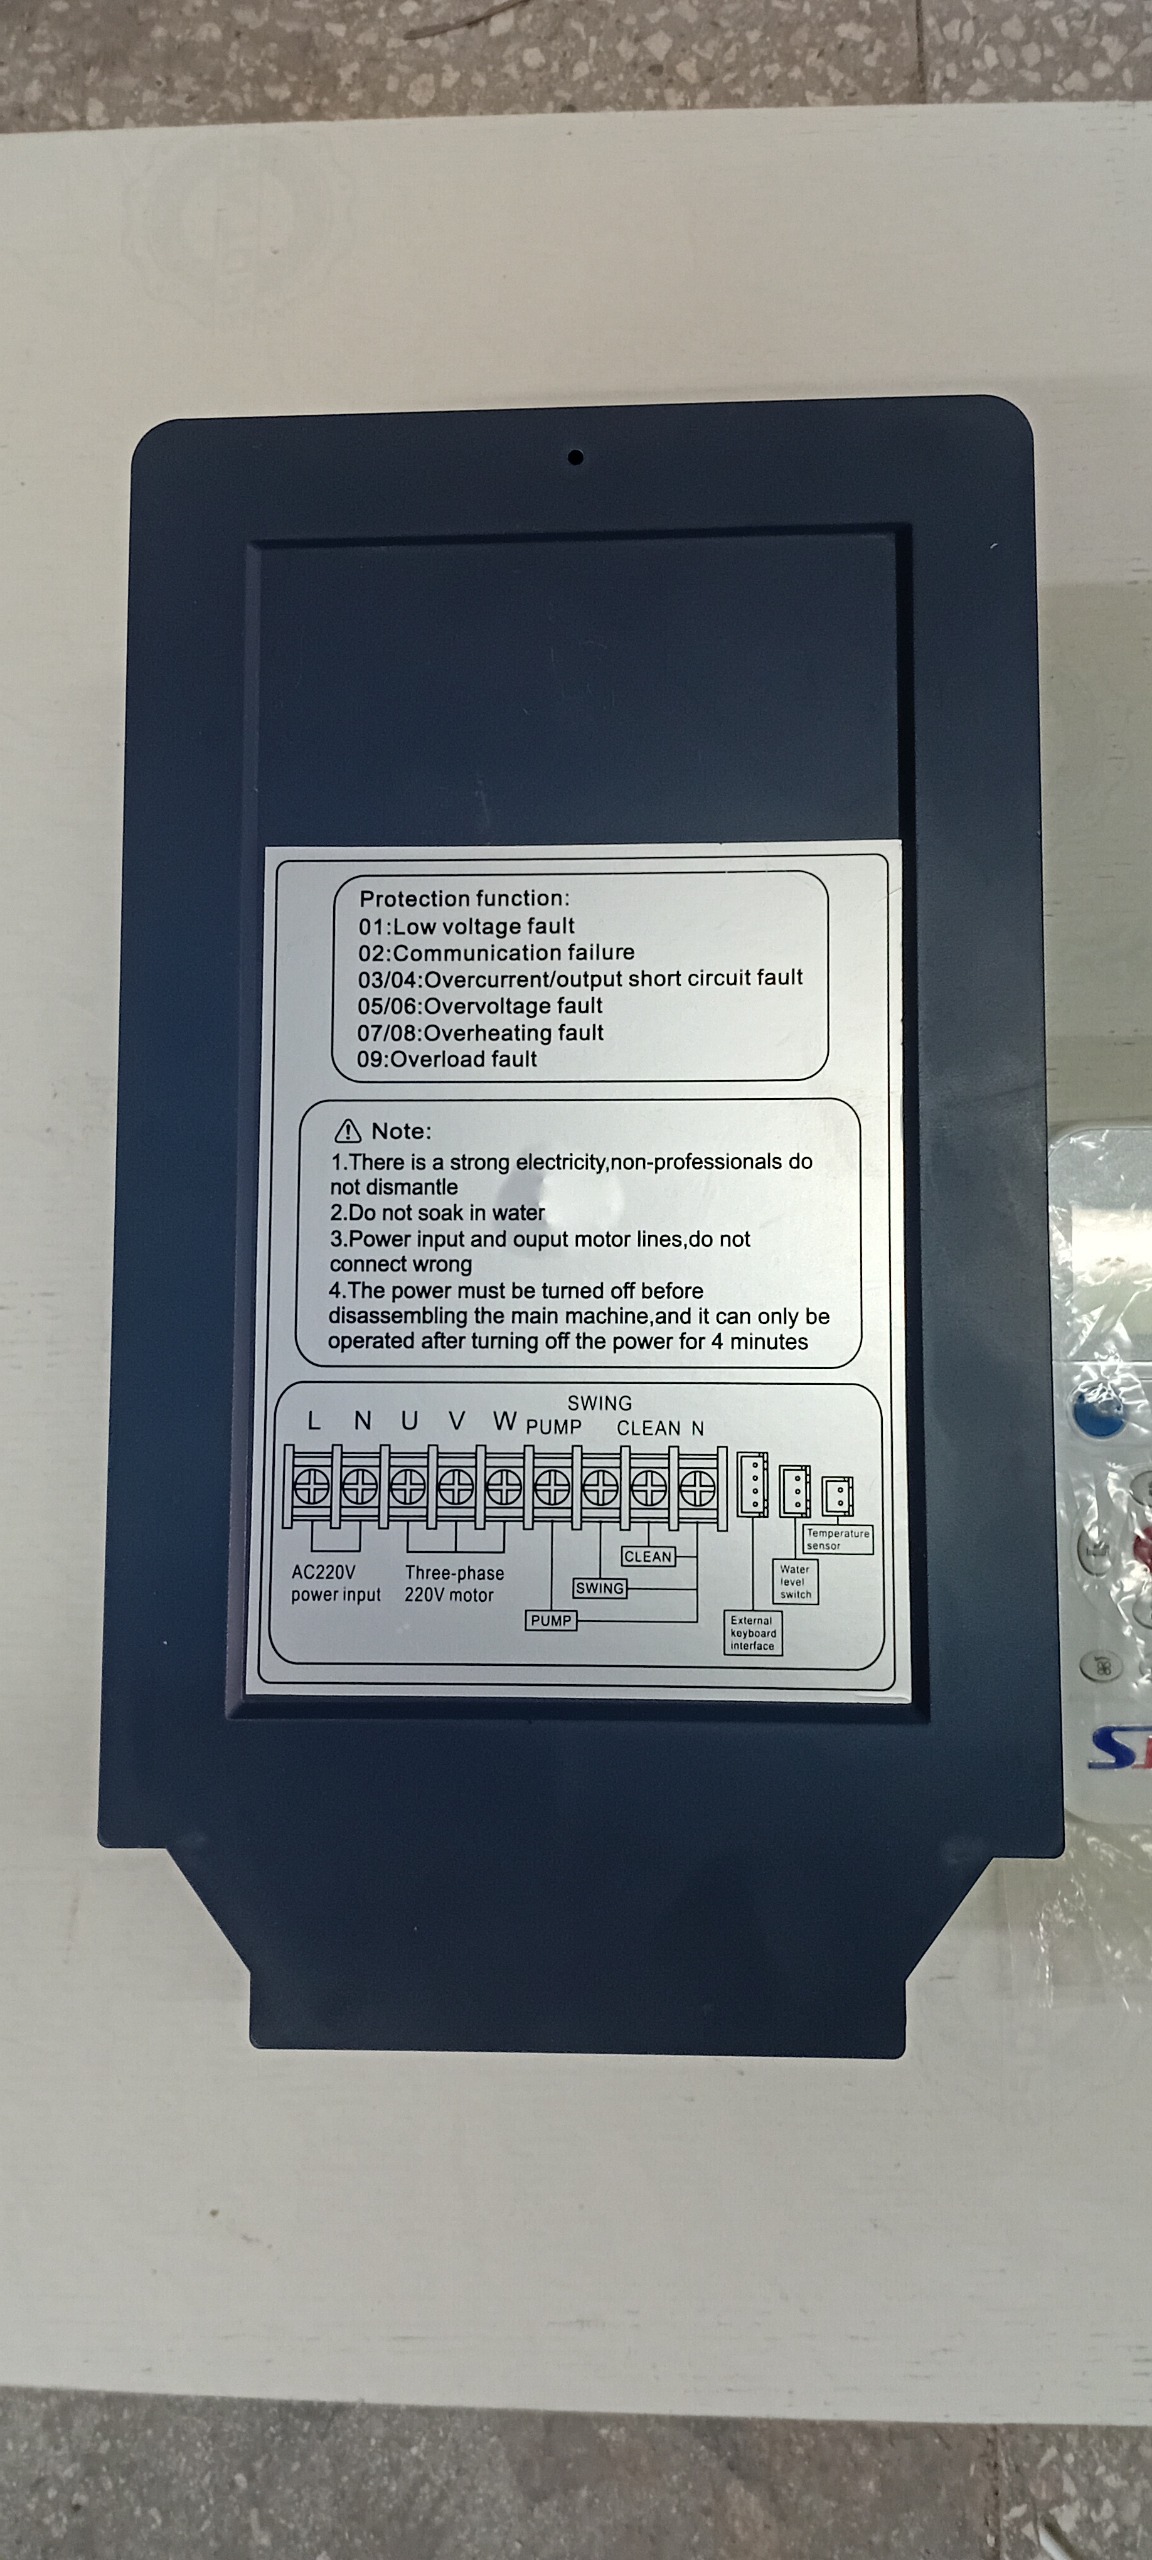 Protection function:
01:Low voltage fault
02:Communication failure
03/04:Overcurrent/output short circuit fault
05/06:Overvoltage fault
07/08:Overheating fault
09:Overload fault
Note:
1.There is a strong electricity,non-professionals do
not dismantle
2.Do not soak in water
3.Power input and ouput motor lines,do not
connect wrong
4.The power must be turned off before
disassembling the main machine,and it can only be
operated after turning off the power for 4 minutes
SWING
L N U V W PUMP CLEAN N
Temperature
sensor
CLEAN
AC220V
power input
Three-phase
220V motor
SWING
Water
level
switch
PUMP
External
keyboard
interface